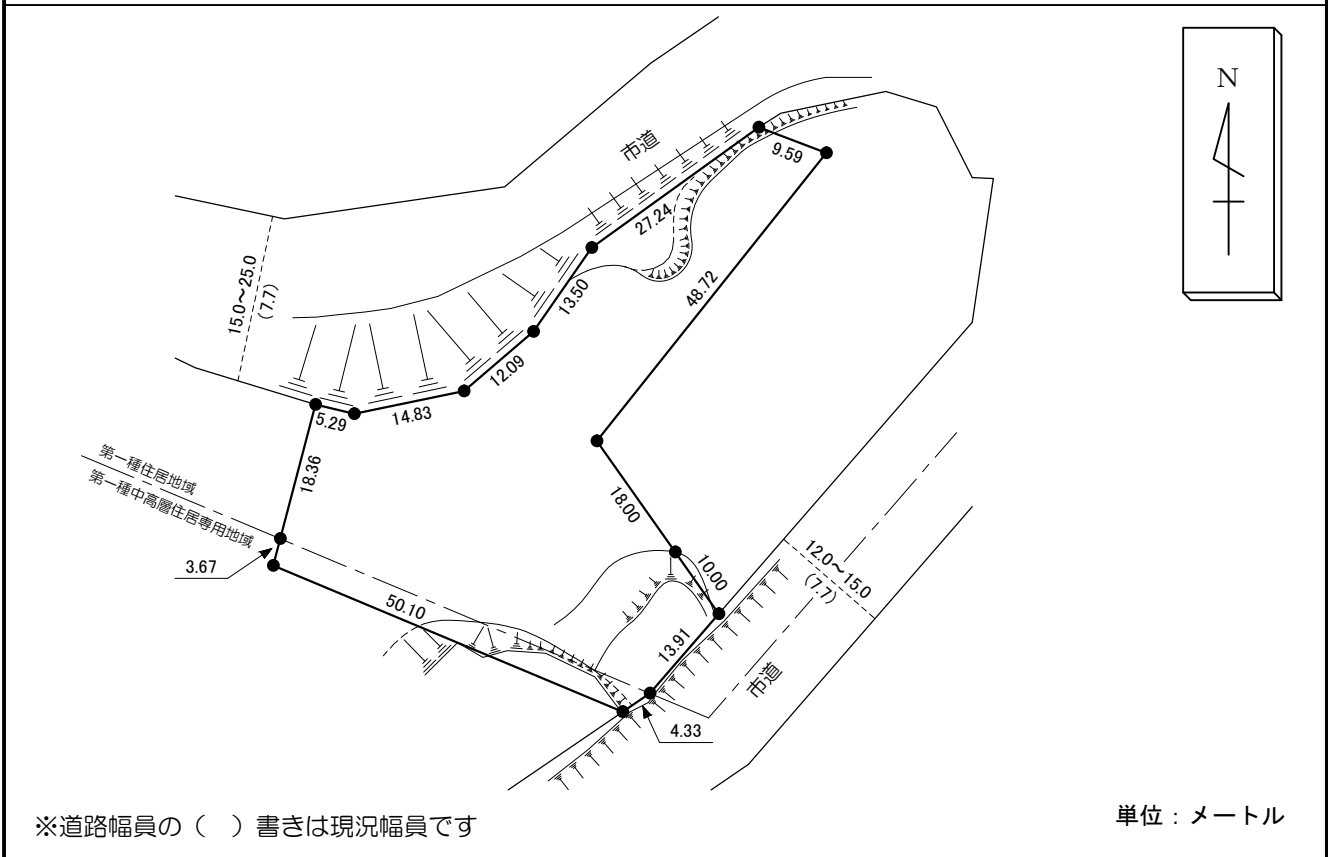 N
市道
9.59
27.24
15.0～25.0
(7.7)
48.72
13.50
12.09
5.29
14.83
18.36
第一種住居地域
第一種中高層住居専用地域
18.00
3.67
10.00
12.0～15.0
(7.7)
50.10
13.91
市道
4.33
※道路幅員の（　）書きは現況幅員です
単位：メートル